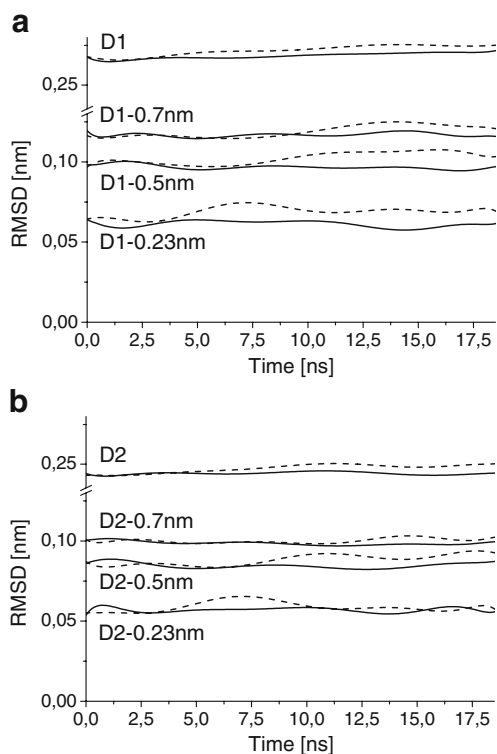 a
D1
0,25
D1-0.7nm
0,10
D1-0.5nm
0,05
D1-0.23nm
0,00
RMSD [nm]
0,0 2,5 5,0 7,5 10,0 12,5 15,0 17,5
Time [ns]
b
D2
0,25
D2-0.7nm
0,10
D2-0.5nm
0,05
D2-0.23nm
0,00
RMSD [nm]
0,0 2,5 5,0 7,5 10,0 12,5 15,0 17,5
Time [ns]